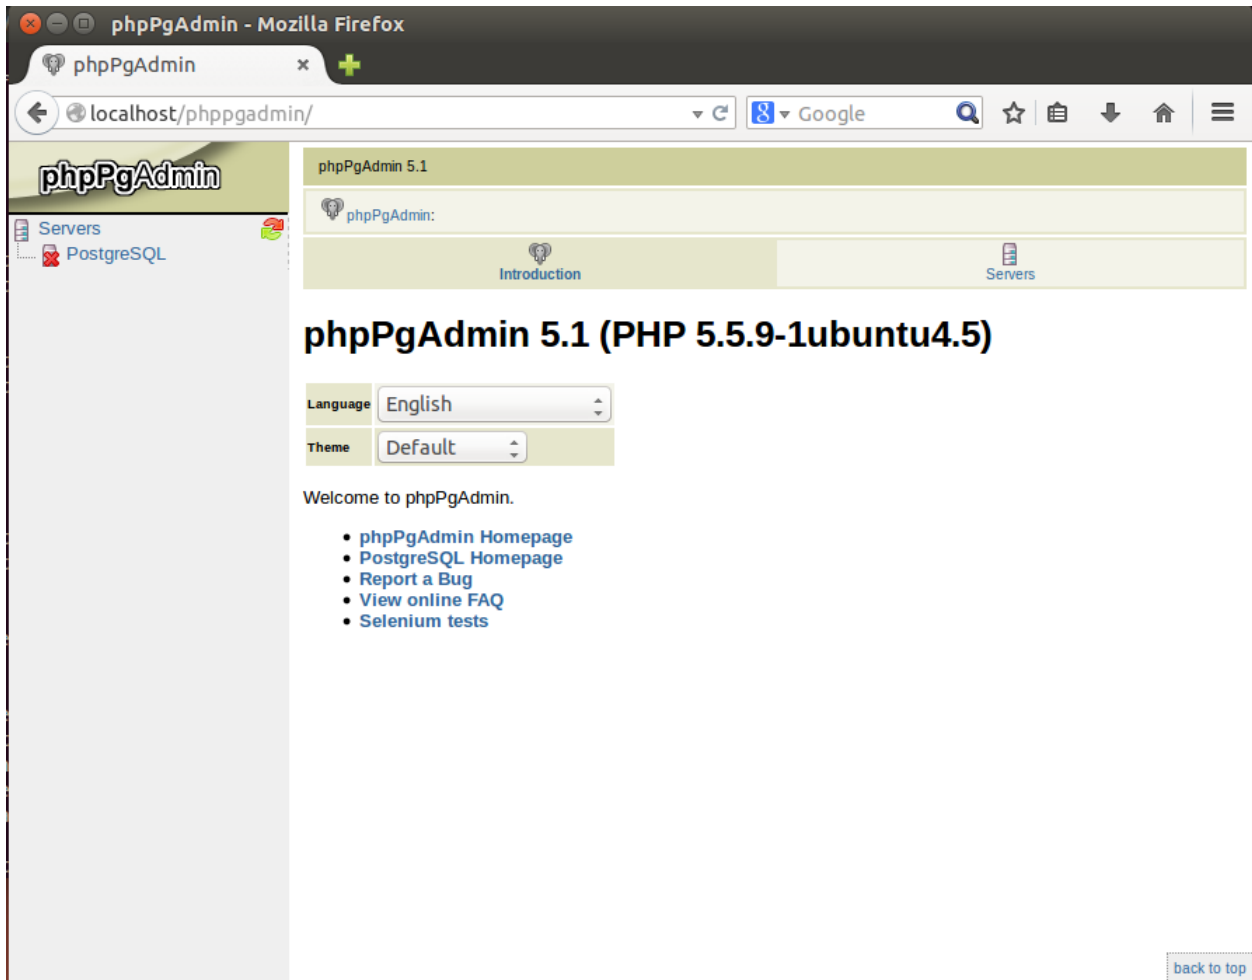 phpPgAdmin - Mozilla Firefox
phpPgAdmin
localhost/phppgadmin/
8 Google
phpPgAdmin
Servers
PostgreSQL
phpPgAdmin 5.1
phpPgAdmin:
Introduction
Servers
phpPgAdmin 5.1 (PHP 5.5.9-1ubuntu4.5)
Language English
Theme Default
Welcome to phpPgAdmin.
• phpPgAdmin Homepage
• PostgreSQL Homepage
• Report a Bug
• View online FAQ
• Selenium tests
back to top